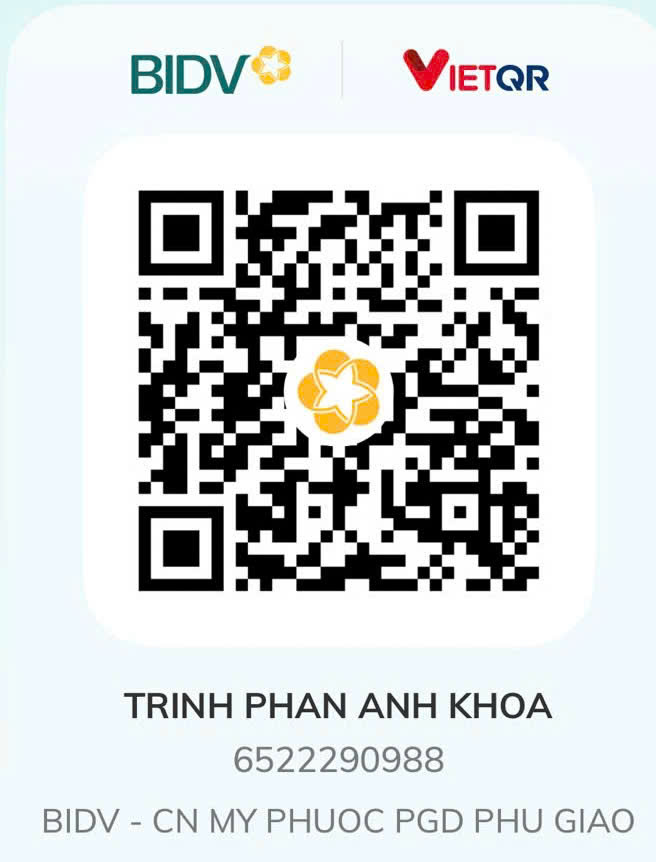 BIDV VIETQR
TRINH PHAN ANH KHOA
6522290988
BIDV - CN MY PHUOC PGD PHU GIAO